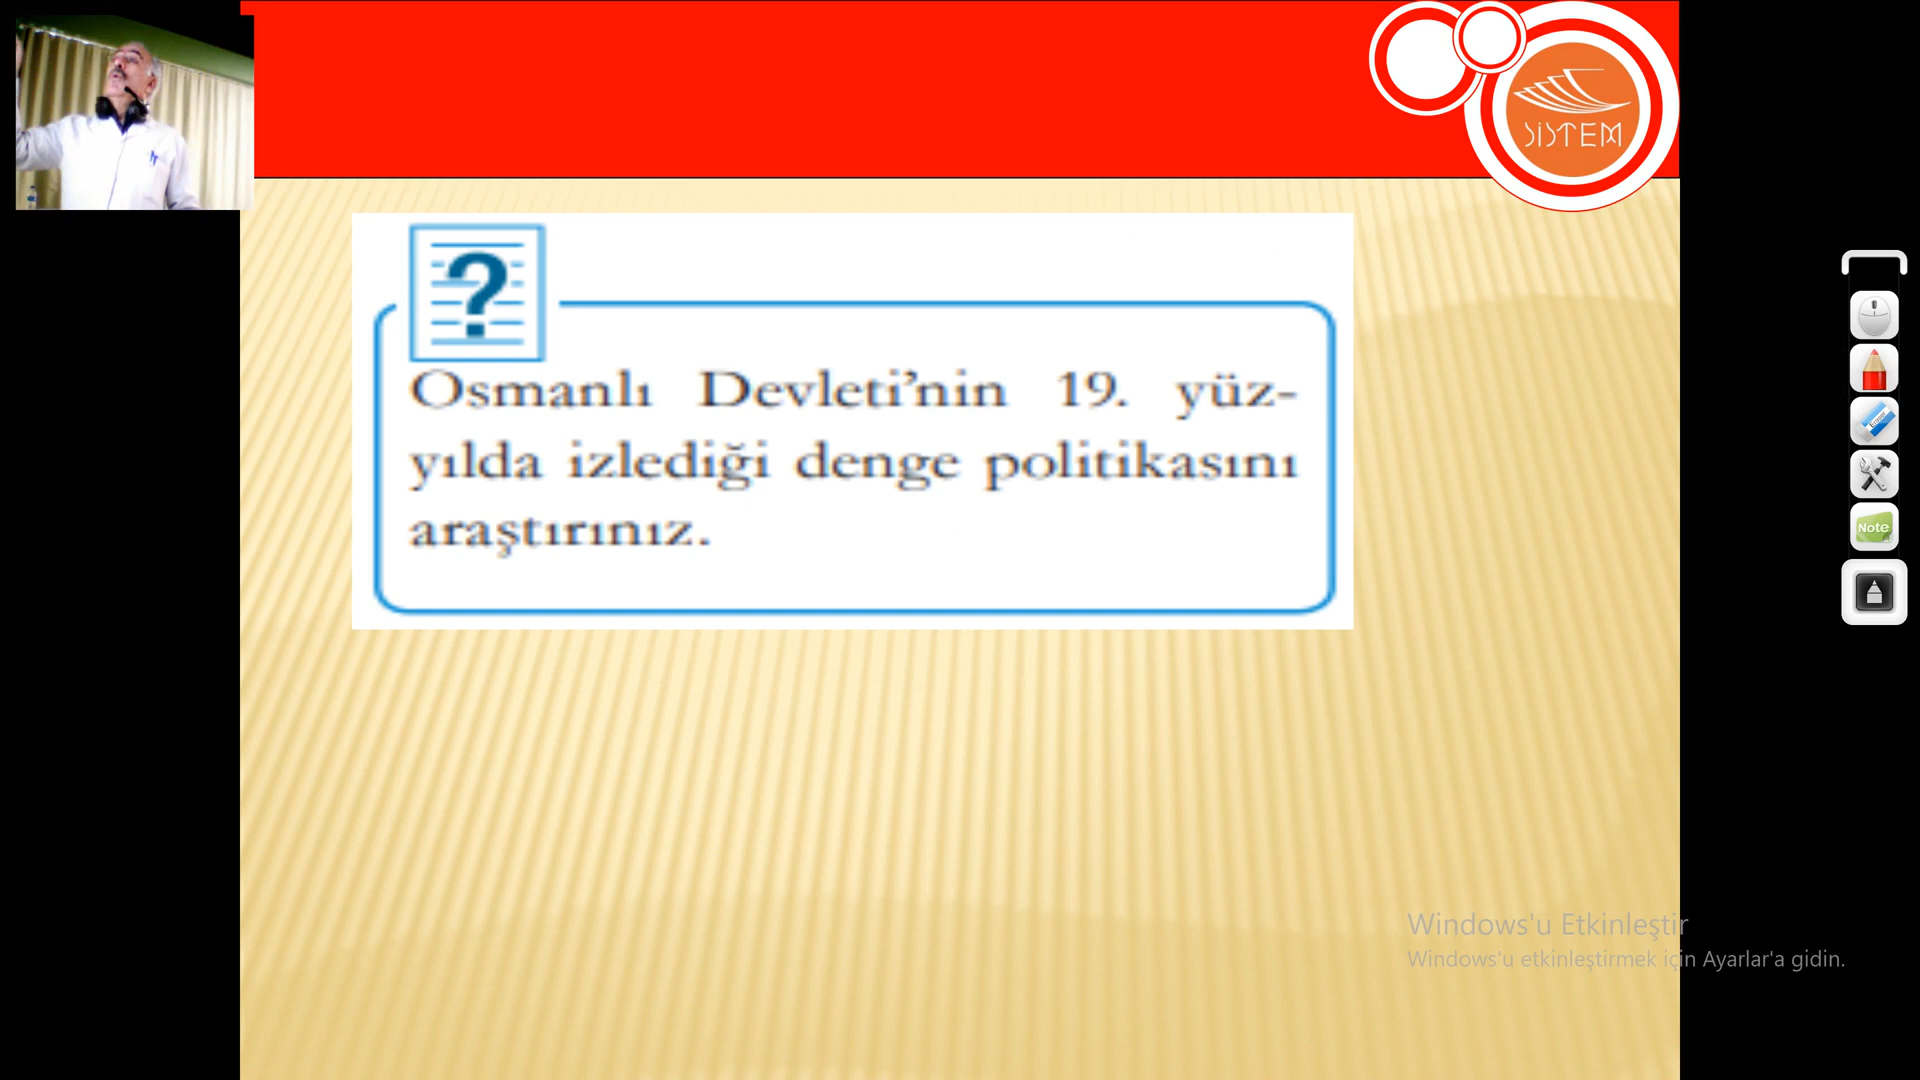 SİSTEM
?
Osmanlı Devleti’nin 19. yüz-
yılda izlediği denge politikasını
araştırınız.
Note
Windows'u Etkinleştir
Windows'u etkinleştirmek için Ayarlar'a gidin.